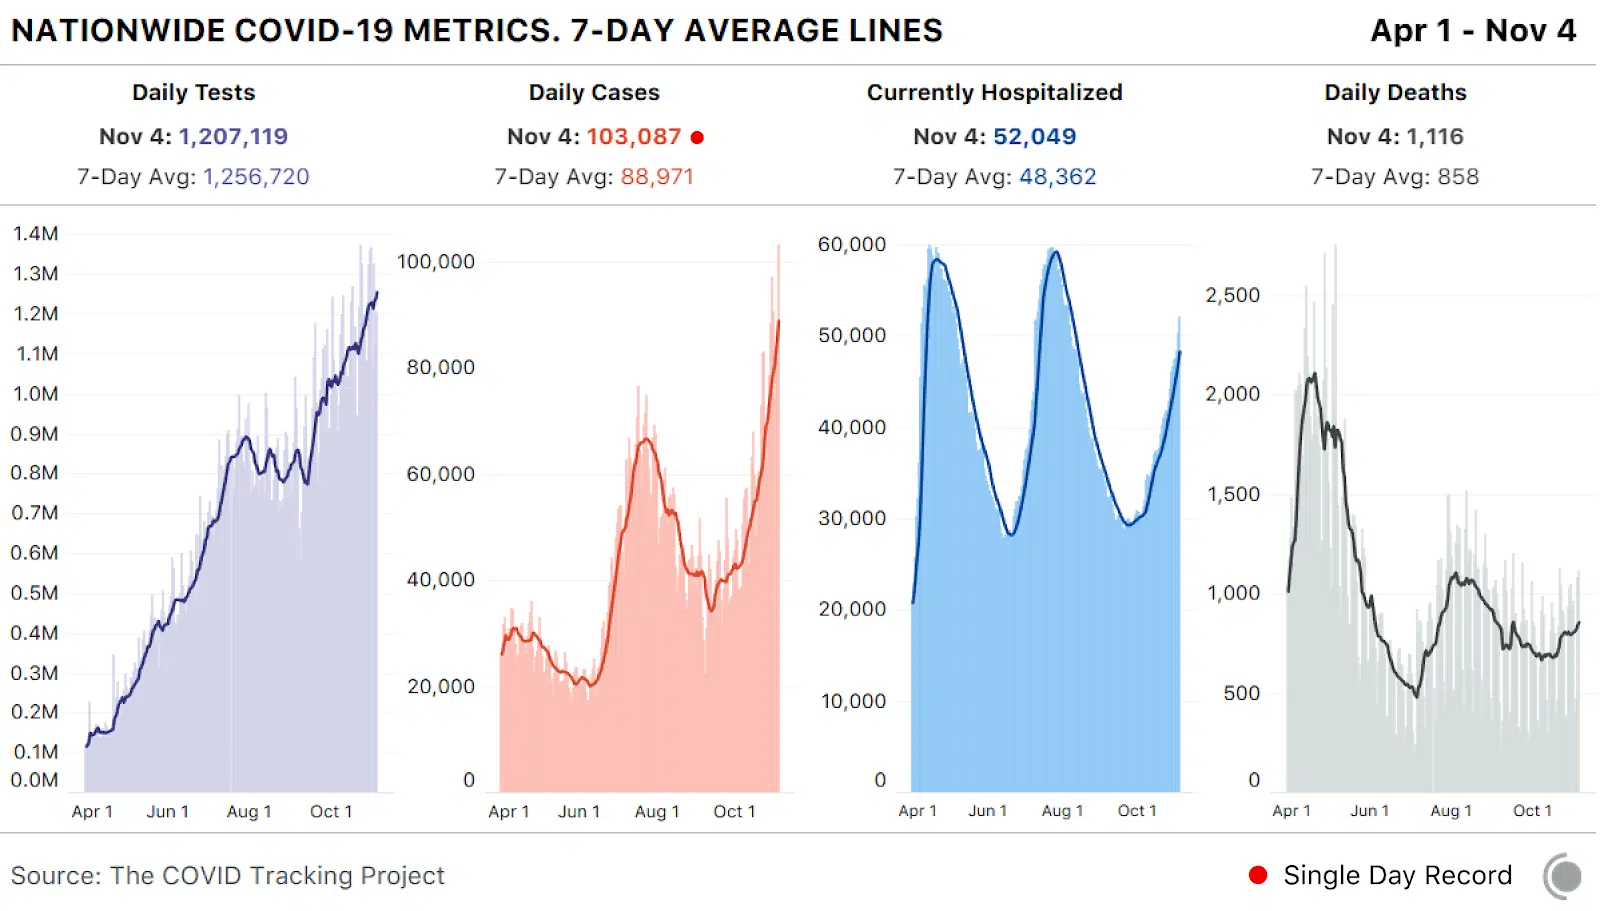 NATIONWIDE COVID-19 METRICS. 7-DAY AVERAGE LINES
Apr 1 - Nov 4
Daily Tests
Nov 4: 1,207,119
7-Day Avg: 1,256,720
Daily Cases
Nov 4: 103,087
7-Day Avg: 88,971
Currently Hospitalized
Nov 4: 52,049
7-Day Avg: 48,362
Daily Deaths
Nov 4: 1,116
7-Day Avg: 858
1.4M
1.3M
1.2M
1.1M
1.0M
0.9M
0.8M
0.7M
0.6M
0.5M
0.4M
0.3M
0.2M
0.1M
0.0M
Apr 1 Jun 1 Aug 1 Oct 1
100,000
80,000
60,000
40,000
20,000
0
Apr 1 Jun 1 Aug 1 Oct 1
60,000
50,000
40,000
30,000
20,000
10,000
0
Apr 1 Jun 1 Aug 1 Oct 1
2,500
2,000
1,500
1,000
500
0
Apr 1 Jun 1 Aug 1 Oct 1
Source: The COVID Tracking Project
Single Day Record